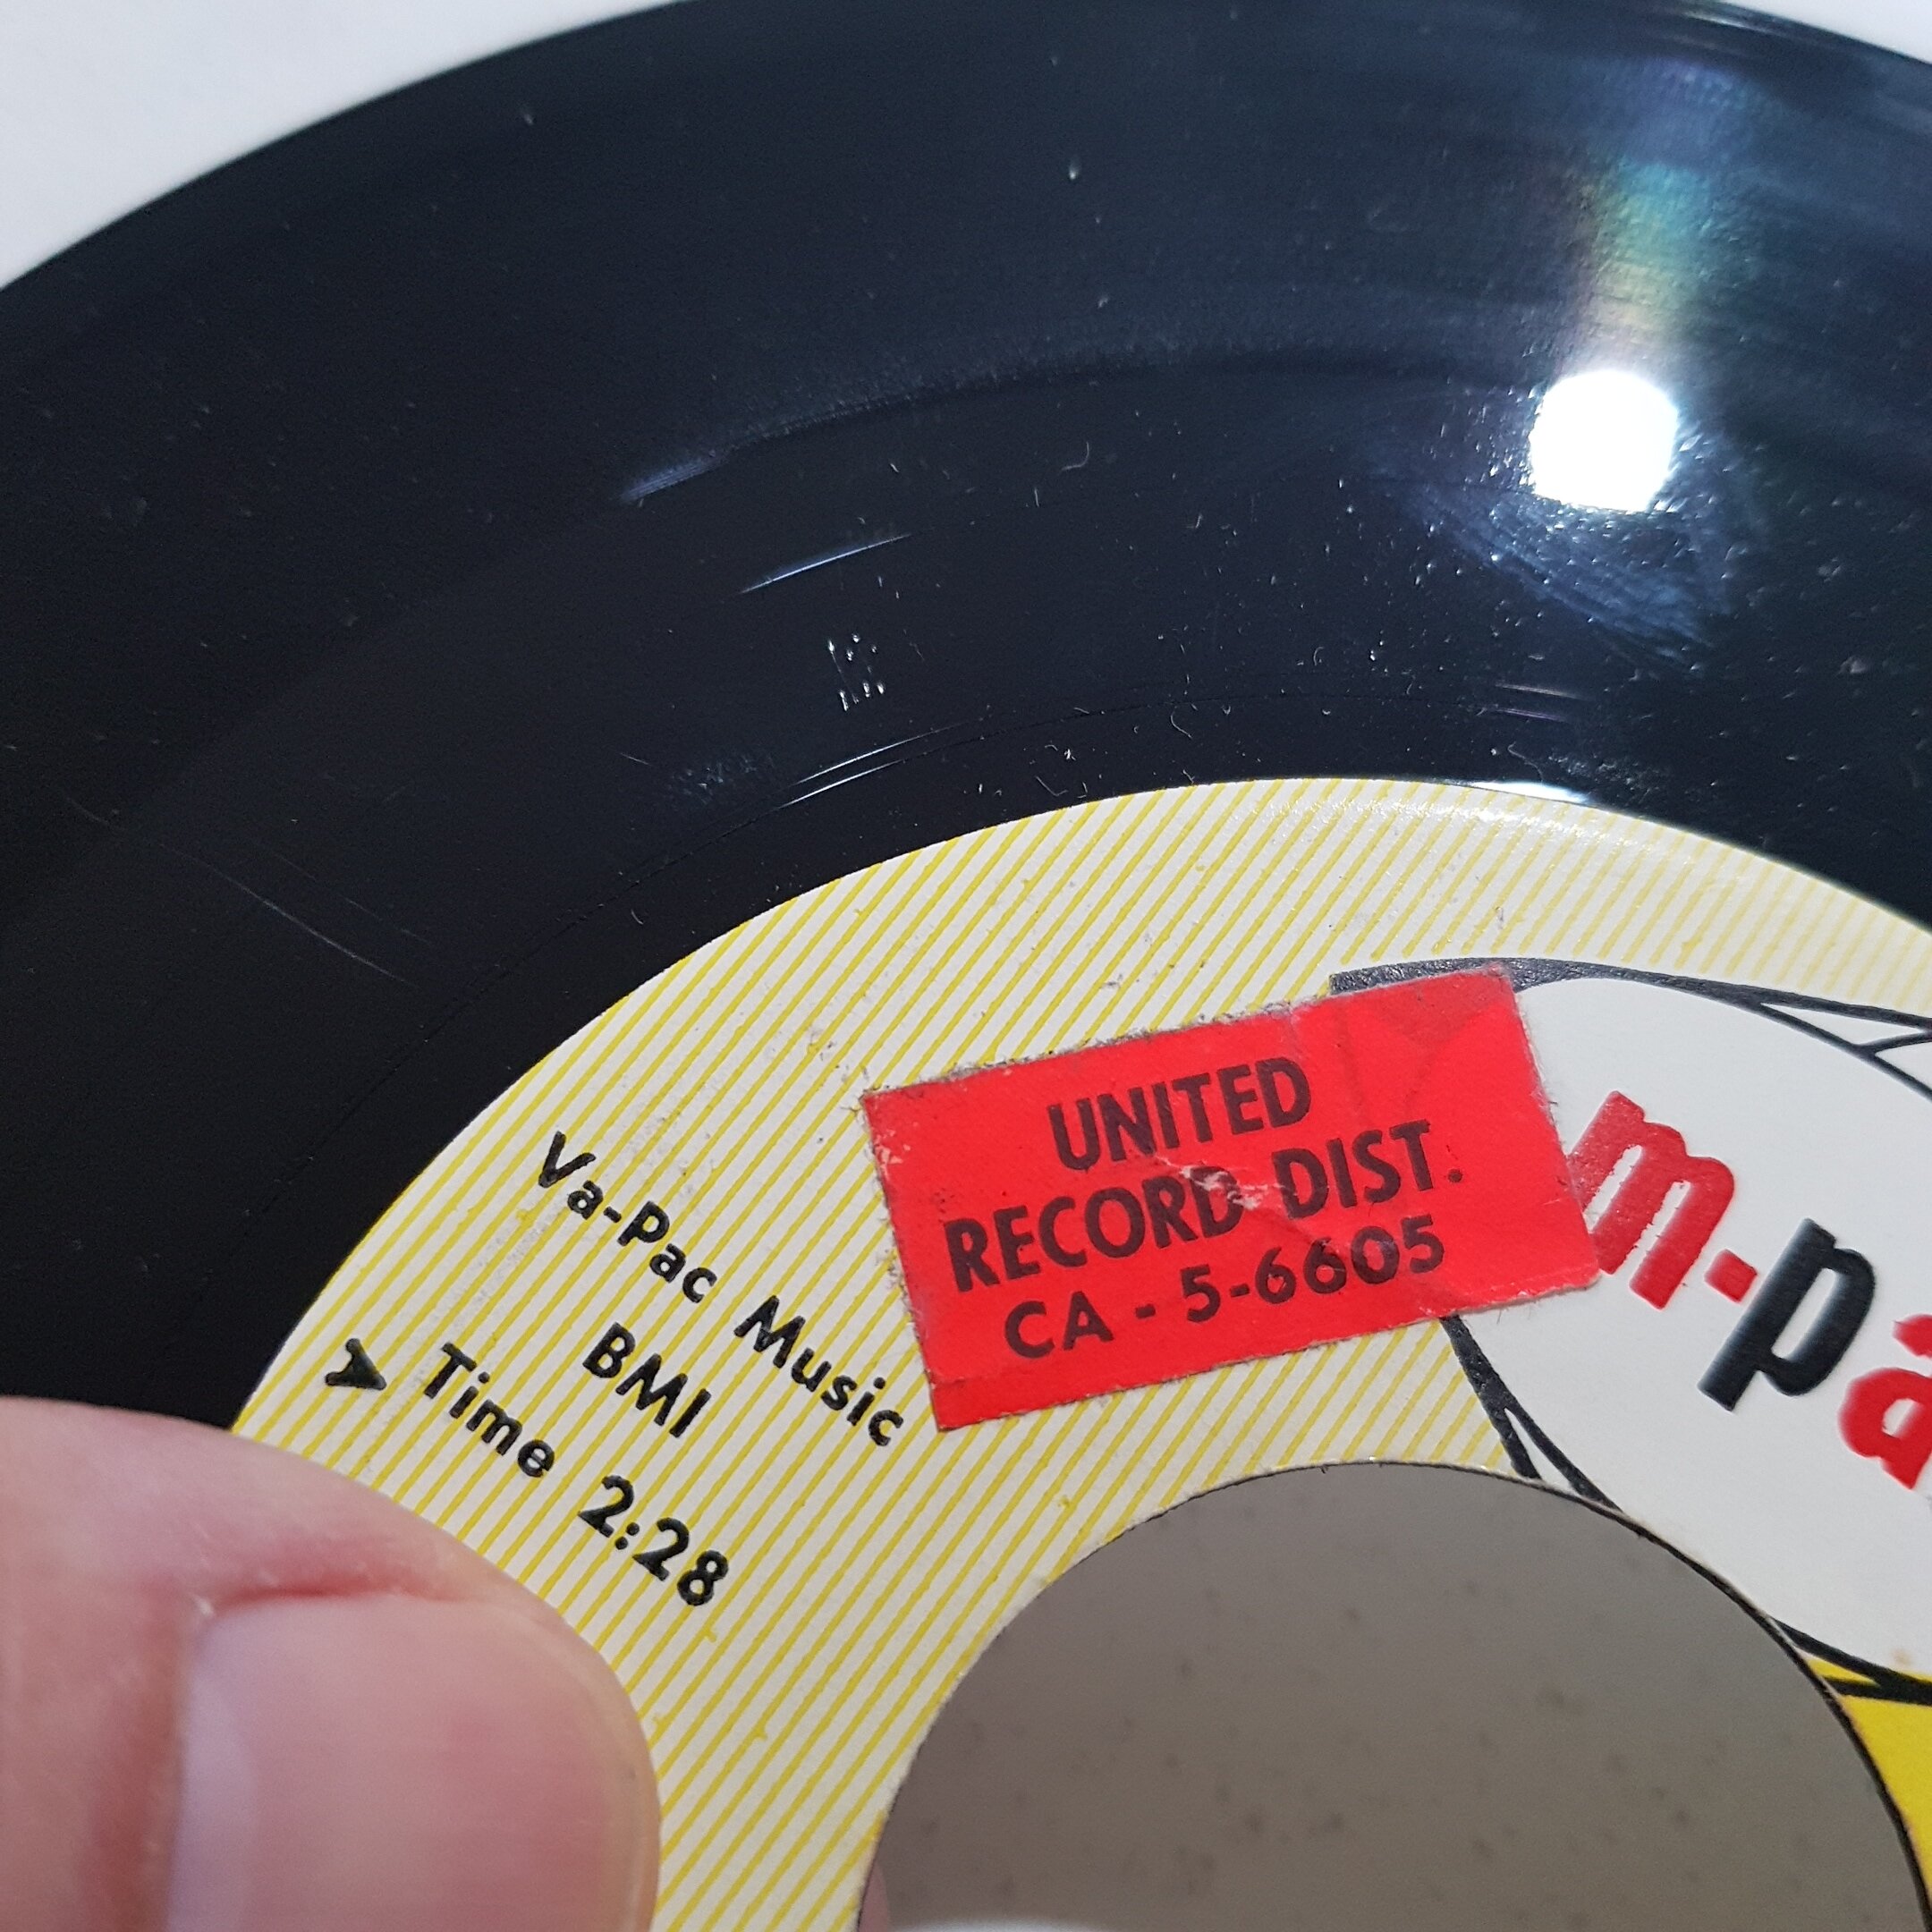 UNITED
RECORD DIST.
CA - 5-6605
m-pa
Va-Pac Music
BMI
Time 2:28